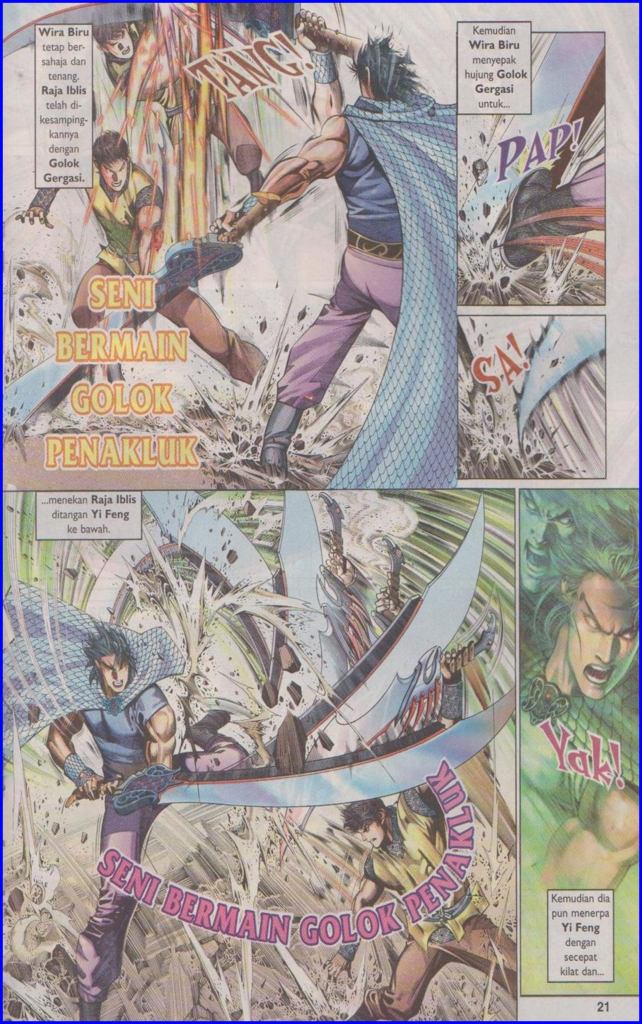 Wira Biru
tetap ber-
sahaja dan
tenang.
Raja Iblis
telah di-
kesamping-
kannya
dengan
Golok
Gergasi.
TANG!
Kemudian
Wira Biru
menyepak
hujung Golok
Gergasi
untuk...
PAP!
SENI
BERMAIN
GOLOK
PENAKLUK
SA!
...menekan Raja Iblis
ditangan Yi Feng
ke bawah.
SENI BERMAIN GOLOK PENAKLUK
Yak!
Kemudian dia
pun menerpa
Yi Feng
dengan
secepat
kilat dan...
21